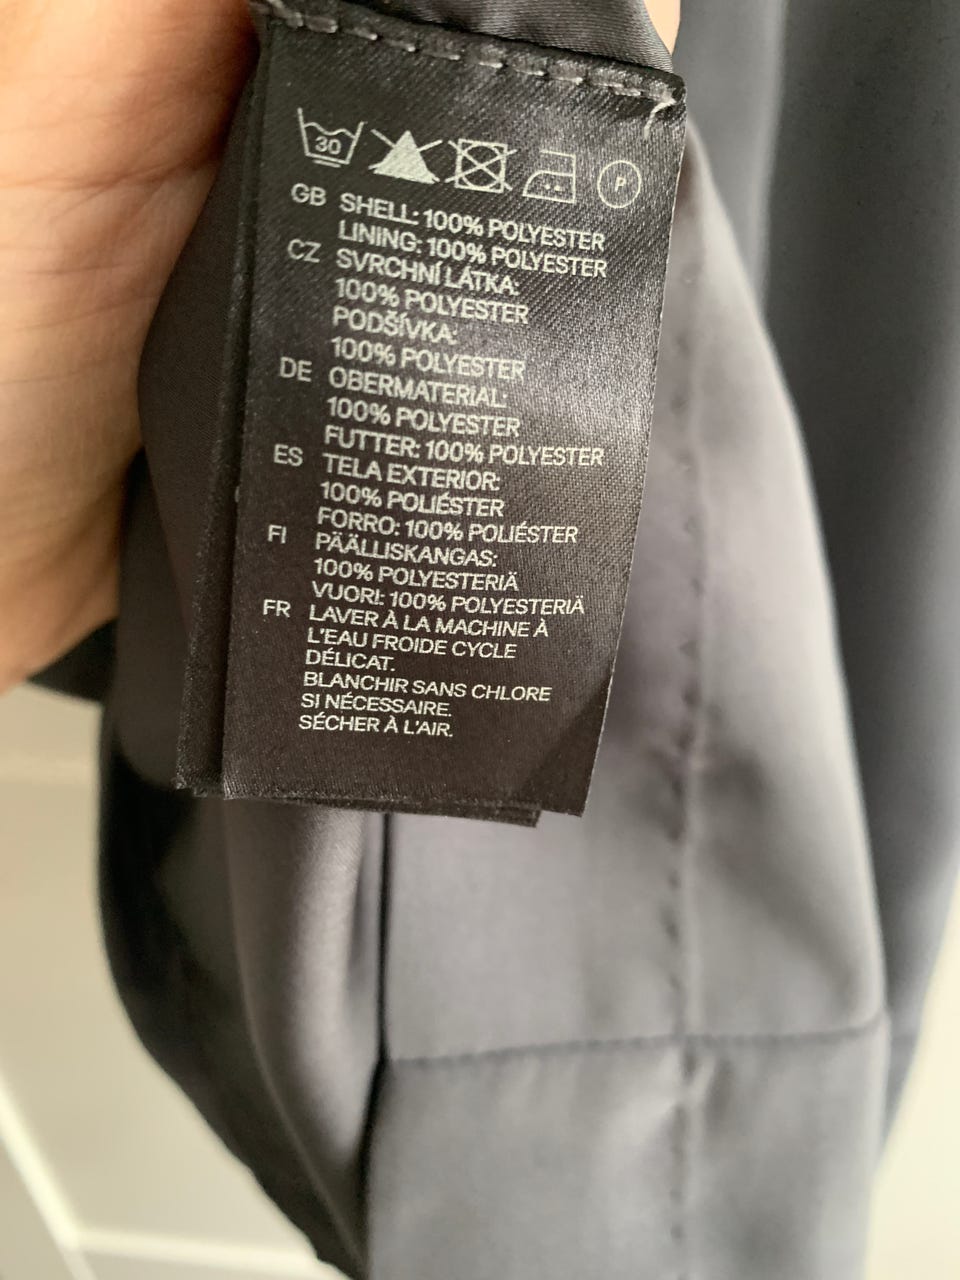 30 P
GB SHELL: 100% POLYESTER
LINING: 100% POLYESTER
CZ SVRCHNÍ LÁTKA:
100% POLYESTER
PODŠÍVKA:
100% POLYESTER
DE OBERMATERIAL:
100% POLYESTER
FUTTER: 100% POLYESTER
ES TELA EXTERIOR:
100% POLIÉSTER
FORRO: 100% POLIÉSTER
FI PÄÄLLISKANGAS:
100% POLYESTERIÄ
VUORI: 100% POLYESTERIÄ
FR LAVER À LA MACHINE À
L'EAU FROIDE CYCLE
DÉLICAT.
BLANCHIR SANS CHLORE
SI NÉCESSAIRE.
SÉCHER À L'AIR.